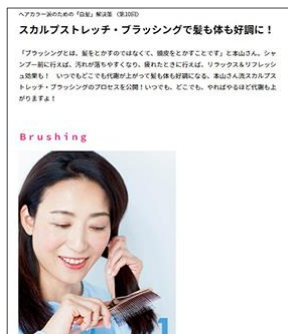 ヘアカラー派のための「白髪」解決策 〈第10回〉
スカルプストレッチ・ブラッシングで髪も体も好調に！
「ブラッシングとは、髪をとかすのではなくて、頭皮をとかすことです」と本山さん。シャ
ンプー前に行えば、汚れが落ちやすくなり、疲れたときに行えば、リラックス＆リフレッシ
ュ効果も！　いつでもどこでも代謝が上がって髪も体も好調になる、本山さん流スカルプス
トレッチ・ブラッシングのプロセスを公開！いつでも、どこでも、やればやるほど代謝も上
がりますよ！
Brushing
1